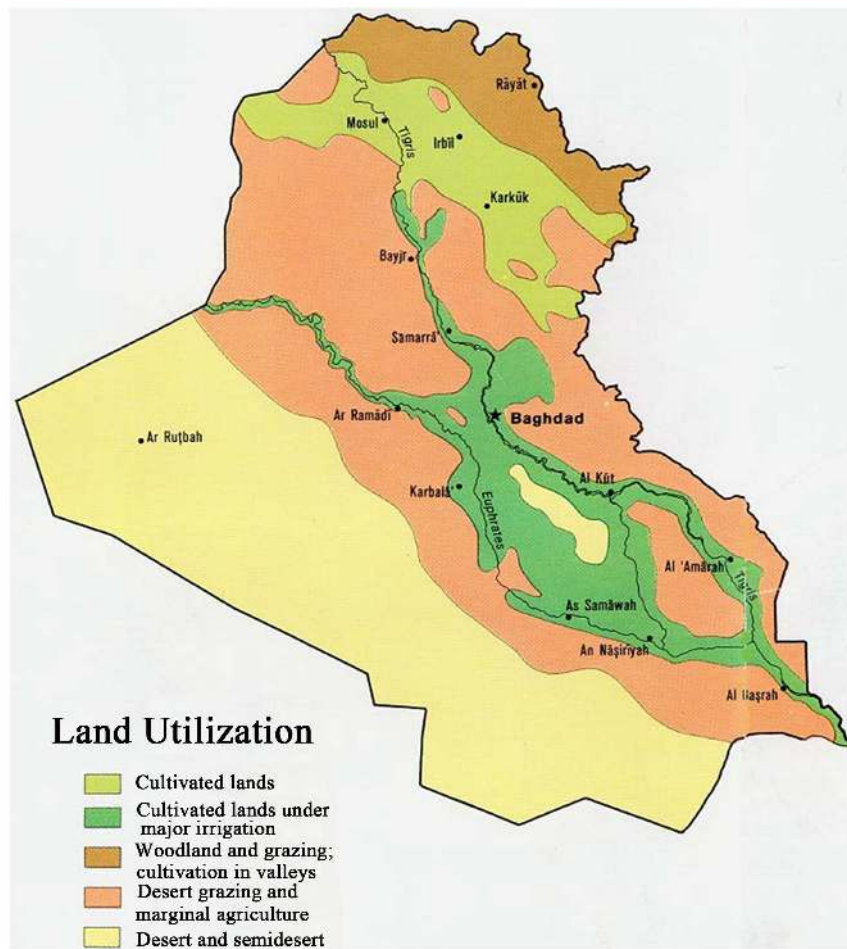 Rāyāt
Mosul
Tigris
Irbīl
Karkūk
Bayjī
Sāmarrā'
Ar Ramādī
Baghdad
Ar Ruţbah
Al Kūt
Karbalā'
Euphrates
Al 'Amārah
Tigris
As Samāwah
An Nāşirīyah
Al Başrah
Land Utilization
Cultivated lands
Cultivated lands under
major irrigation
Woodland and grazing;
cultivation in valleys
Desert grazing and
marginal agriculture
Desert and semidesert